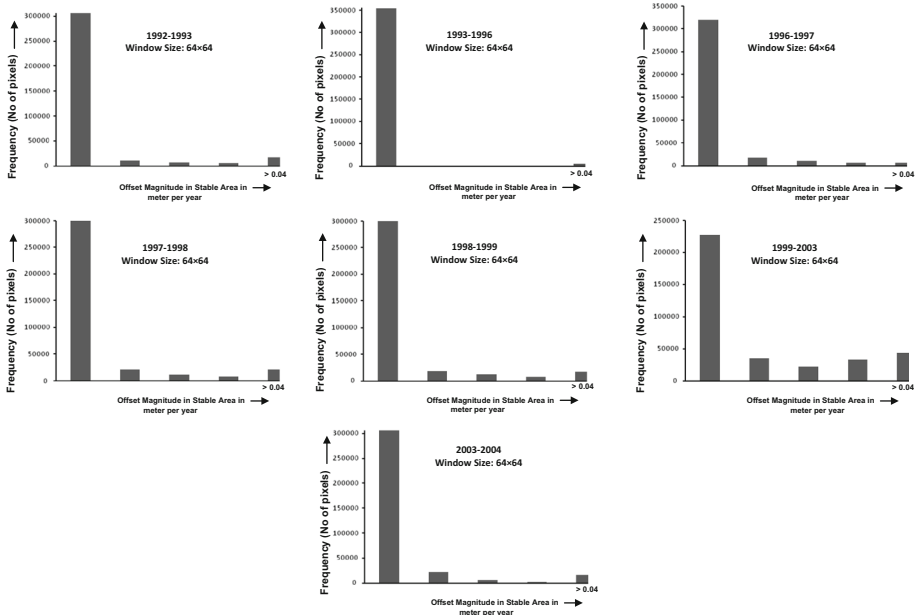 Frequency (No of pixels)
300000
250000
200000
150000
100000
50000
0
1992-1993
Window Size: 64×64
> 0.04
Offset Magnitude in Stable Area in
meter per year
Frequency (No of pixels)
350000
300000
250000
200000
150000
100000
50000
0
1993-1996
Window Size: 64×64
> 0.04
Offset Magnitude in Stable Area in
meter per year
Frequency (No of pixels)
350000
300000
250000
200000
150000
100000
50000
0
1996-1997
Window Size: 64×64
> 0.04
Offset Magnitude in Stable Area in
meter per year
Frequency (No of pixels)
300000
250000
200000
150000
100000
50000
0
1997-1998
Window Size: 64×64
> 0.04
Offset Magnitude in Stable Area in
meter per year
Frequency (No of pixels)
300000
250000
200000
150000
100000
50000
0
1998-1999
Window Size: 64×64
> 0.04
Offset Magnitude in Stable Area in
meter per year
Frequency (No of pixels)
250000
200000
150000
100000
50000
0
1999-2003
Window Size: 64×64
> 0.04
Offset Magnitude in Stable Area in
meter per year
Frequency (No of pixels)
300000
250000
200000
150000
100000
50000
0
2003-2004
Window Size: 64×64
> 0.04
Offset Magnitude in Stable Area in
meter per year